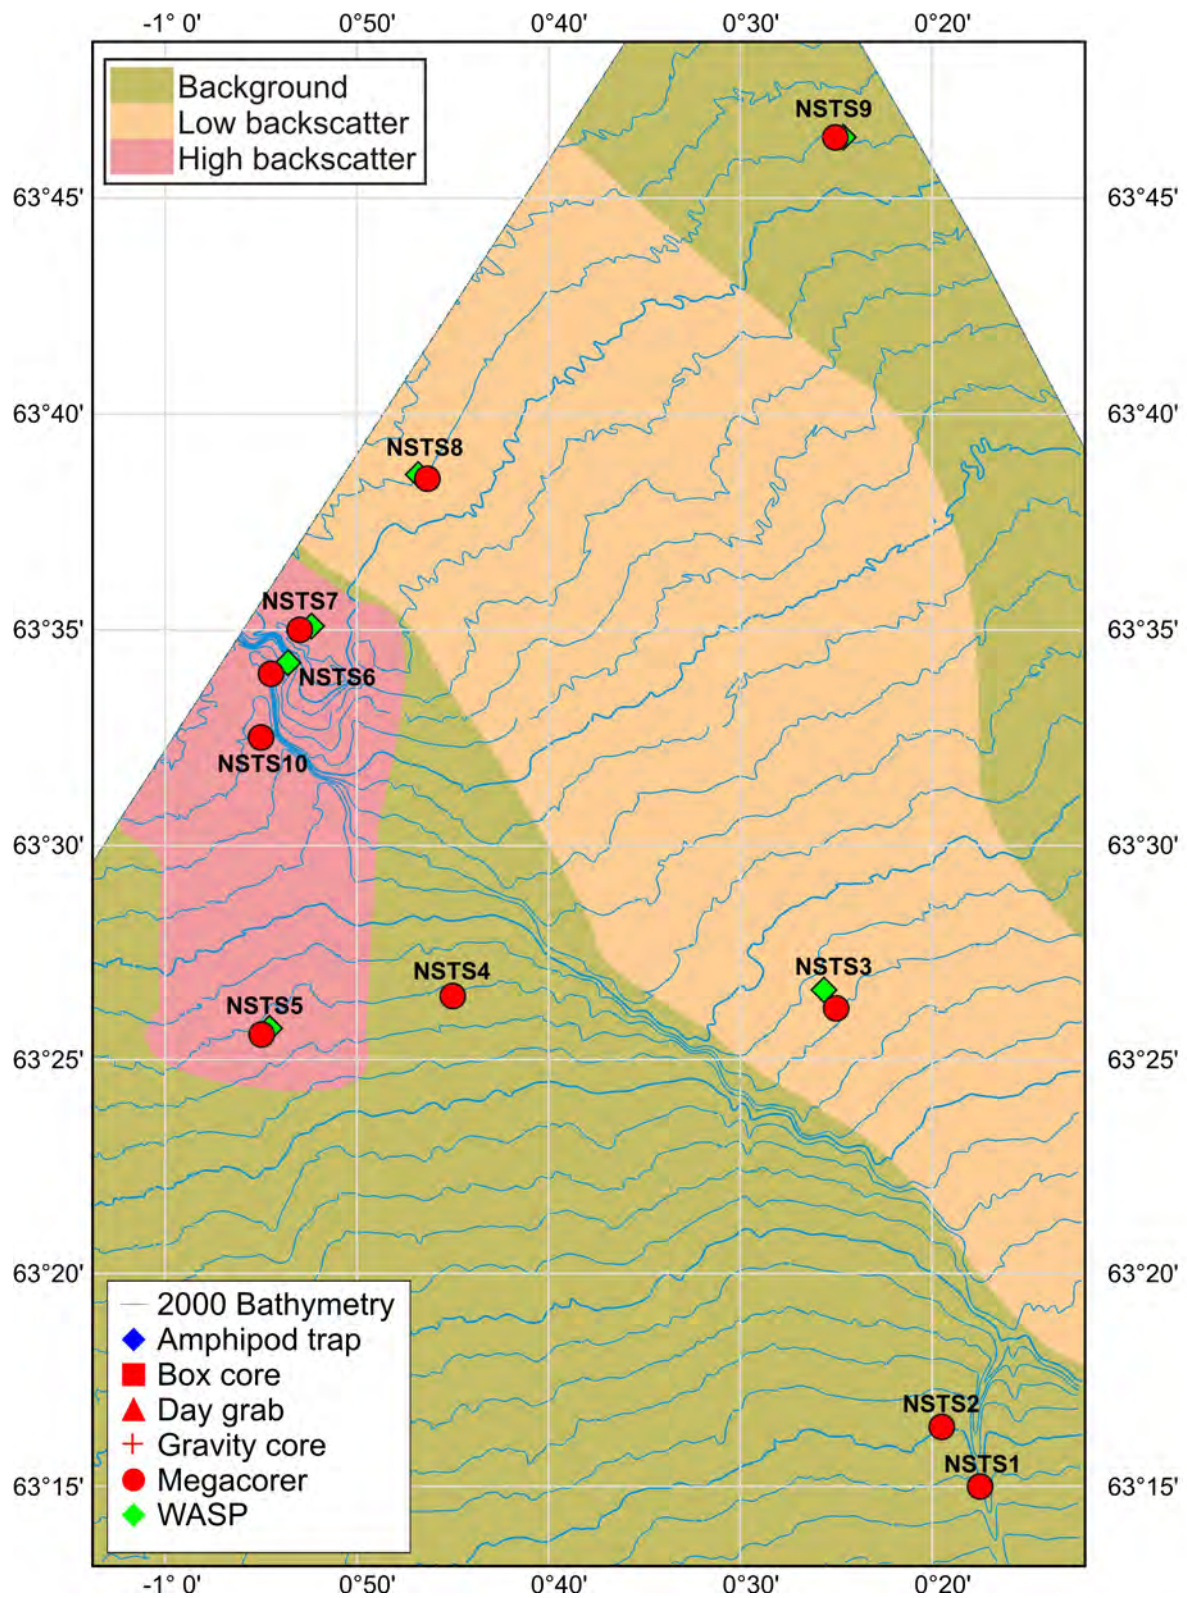 -1° 0' 0°50' 0°40' 0°30' 0°20'
Background
Low backscatter
High backscatter
NSTS9
63°45' 63°45'
63°40' 63°40'
NSTS8
NSTS7
63°35' 63°35'
NSTS6
NSTS10
63°30' 63°30'
NSTS4
NSTS3
NSTS5
63°25' 63°25'
63°20' 63°20'
2000 Bathymetry
Amphipod trap
Box core
Day grab
Gravity core
Megacorer
WASP
NSTS2
NSTS1
63°15' 63°15'
-1° 0' 0°50' 0°40' 0°30' 0°20'